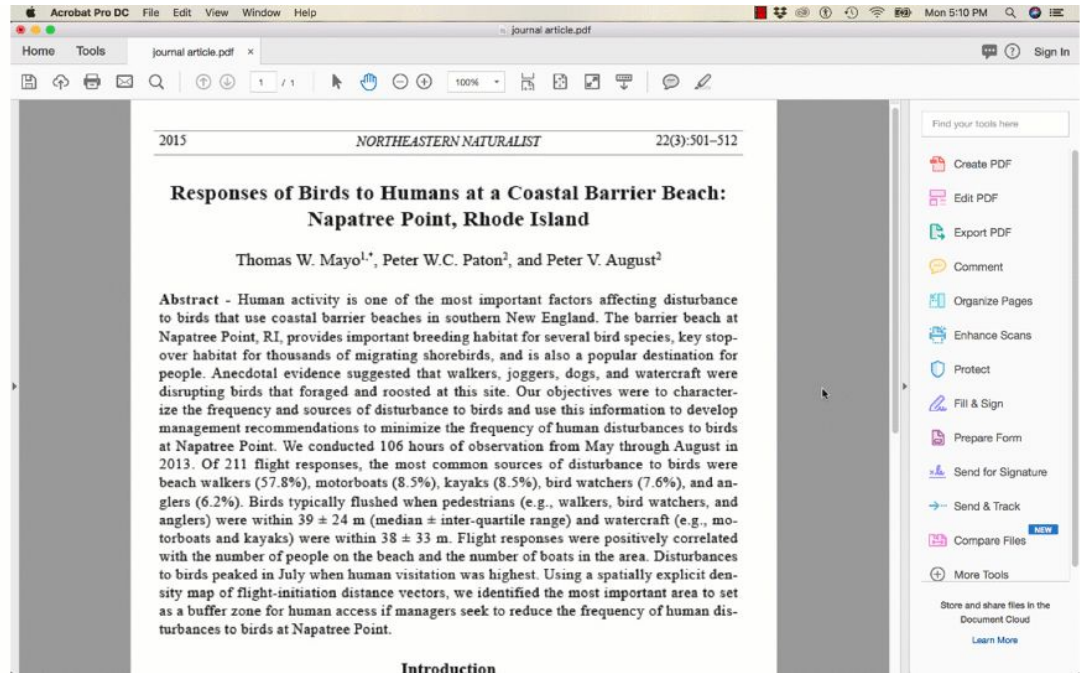 Acrobat Pro DC File Edit View Window Help Mon 5:10 PM
journal article.pdf
Home Tools journal article.pdf × ? Sign In
1 / 1 100%
2015 NORTHEASTERN NATURALIST 22(3):501–512
Responses of Birds to Humans at a Coastal Barrier Beach:
Napatree Point, Rhode Island
Thomas W. Mayo1,*, Peter W.C. Paton2, and Peter V. August2
Abstract - Human activity is one of the most important factors affecting disturbance
to birds that use coastal barrier beaches in southern New England. The barrier beach at
Napatree Point, RI, provides important breeding habitat for several bird species, key stop-
over habitat for thousands of migrating shorebirds, and is also a popular destination for
people. Anecdotal evidence suggested that walkers, joggers, dogs, and watercraft were
disrupting birds that foraged and roosted at this site. Our objectives were to character-
ize the frequency and sources of disturbance to birds and use this information to develop
management recommendations to minimize the frequency of human disturbances to birds
at Napatree Point. We conducted 106 hours of observation from May through August in
2013. Of 211 flight responses, the most common sources of disturbance to birds were
beach walkers (57.8%), motorboats (8.5%), kayaks (8.5%), bird watchers (7.6%), and an-
glers (6.2%). Birds typically flushed when pedestrians (e.g., walkers, bird watchers, and
anglers) were within 39 ± 24 m (median ± inter-quartile range) and watercraft (e.g., mo-
torboats and kayaks) were within 38 ± 33 m. Flight responses were positively correlated
with the number of people on the beach and the number of boats in the area. Disturbances
to birds peaked in July when human visitation was highest. Using a spatially explicit den-
sity map of flight-initiation distance vectors, we identified the most important area to set
as a buffer zone for human access if managers seek to reduce the frequency of human dis-
turbances to birds at Napatree Point.
Introduction
Find your tools here
Create PDF
Edit PDF
Export PDF
Comment
Organize Pages
Enhance Scans
Protect
Fill & Sign
Prepare Form
Send for Signature
Send & Track
NEW
Compare Files
More Tools
Store and share files in the
Document Cloud
Learn More